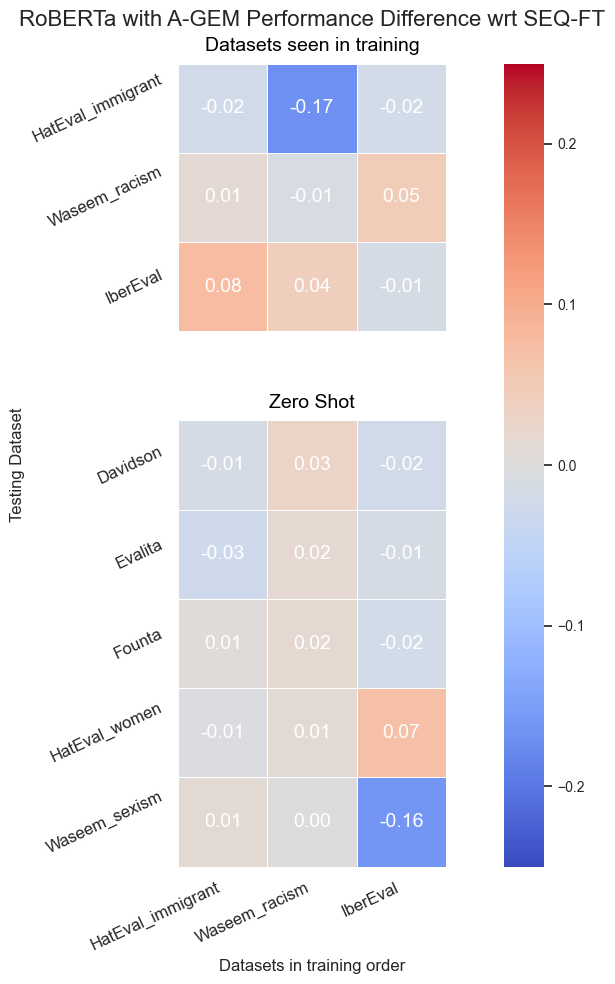 RoBERTa with A-GEM Performance Difference wrt SEQ-FT
Datasets seen in training
HatEval_immigrant -0.02 -0.17 -0.02
Waseem_racism 0.01 -0.01 0.05
IberEval 0.08 0.04 -0.01
Zero Shot
Davidson -0.01 0.03 -0.02
Evalita -0.03 0.02 -0.01
Founta 0.01 0.02 -0.02
HatEval_women -0.01 0.01 0.07
Waseem_sexism 0.01 0.00 -0.16
HatEval_immigrant Waseem_racism IberEval
Datasets in training order
Testing Dataset
0.2
0.1
0.0
−0.1
−0.2